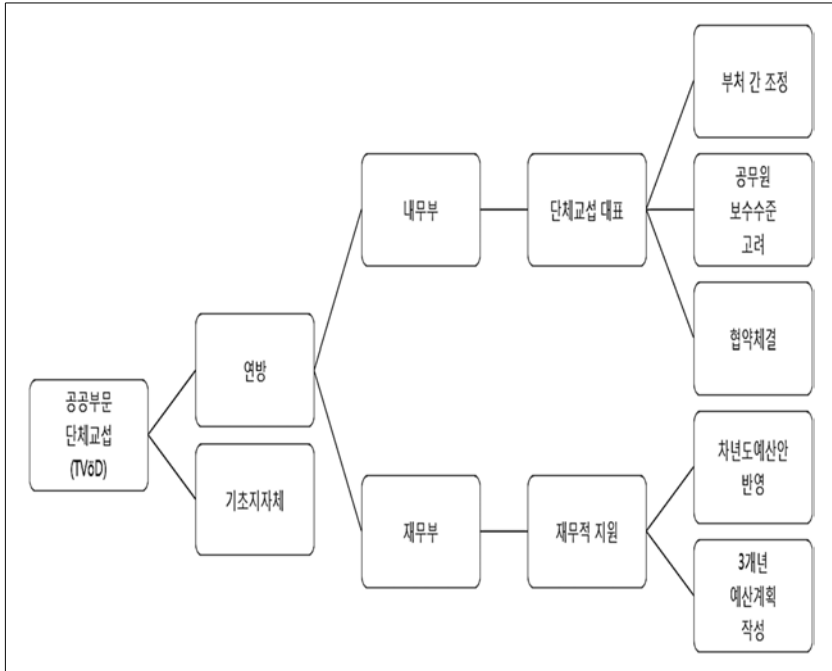 공공부문
단체교섭
(TVöD)
연방
기초지자체
내무부
재무부
단체교섭 대표
재무적 지원
부처 간 조정
공무원
보수수준
고려
협약체결
차년도예산안
반영
3개년
예산계획
작성